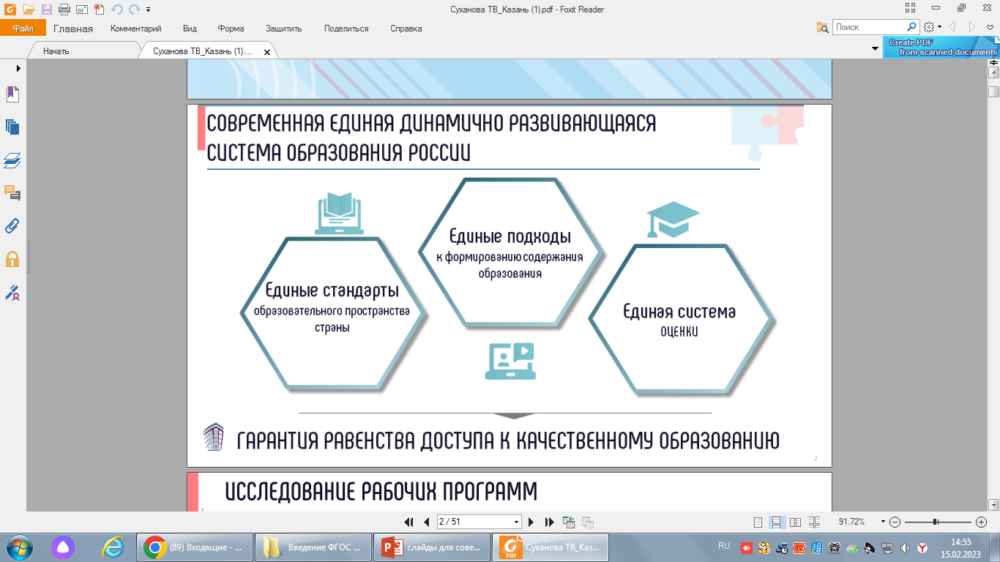 Суханова ТВ_Казань (1).pdf - Foxit Reader
Файл Главная Комментарий Вид Форма Защитить Поделиться Справка
Поиск
Начать
Суханова ТВ_Казань (1)....
Create PDF
from scanned documents
СОВРЕМЕННАЯ ЕДИНАЯ ДИНАМИЧНО РАЗВИВАЮЩАЯСЯ
СИСТЕМА ОБРАЗОВАНИЯ РОССИИ
Единые стандарты
образовательного пространства
страны
Единые подходы
к формированию содержания
образования
Единая система
ОЦЕНКИ
ГАРАНТИЯ РАВЕНСТВА ДОСТУПА К КАЧЕСТВЕННОМУ ОБРАЗОВАНИЮ
2
ИССЛЕДОВАНИЕ РАБОЧИХ ПРОГРАММ
2 / 51
91.72%
(89) Входящие - ...
Введение ФГОС ...
слайды для сове...
Суханова ТВ_Каз...
PDF
RU
14:55
15.02.2023